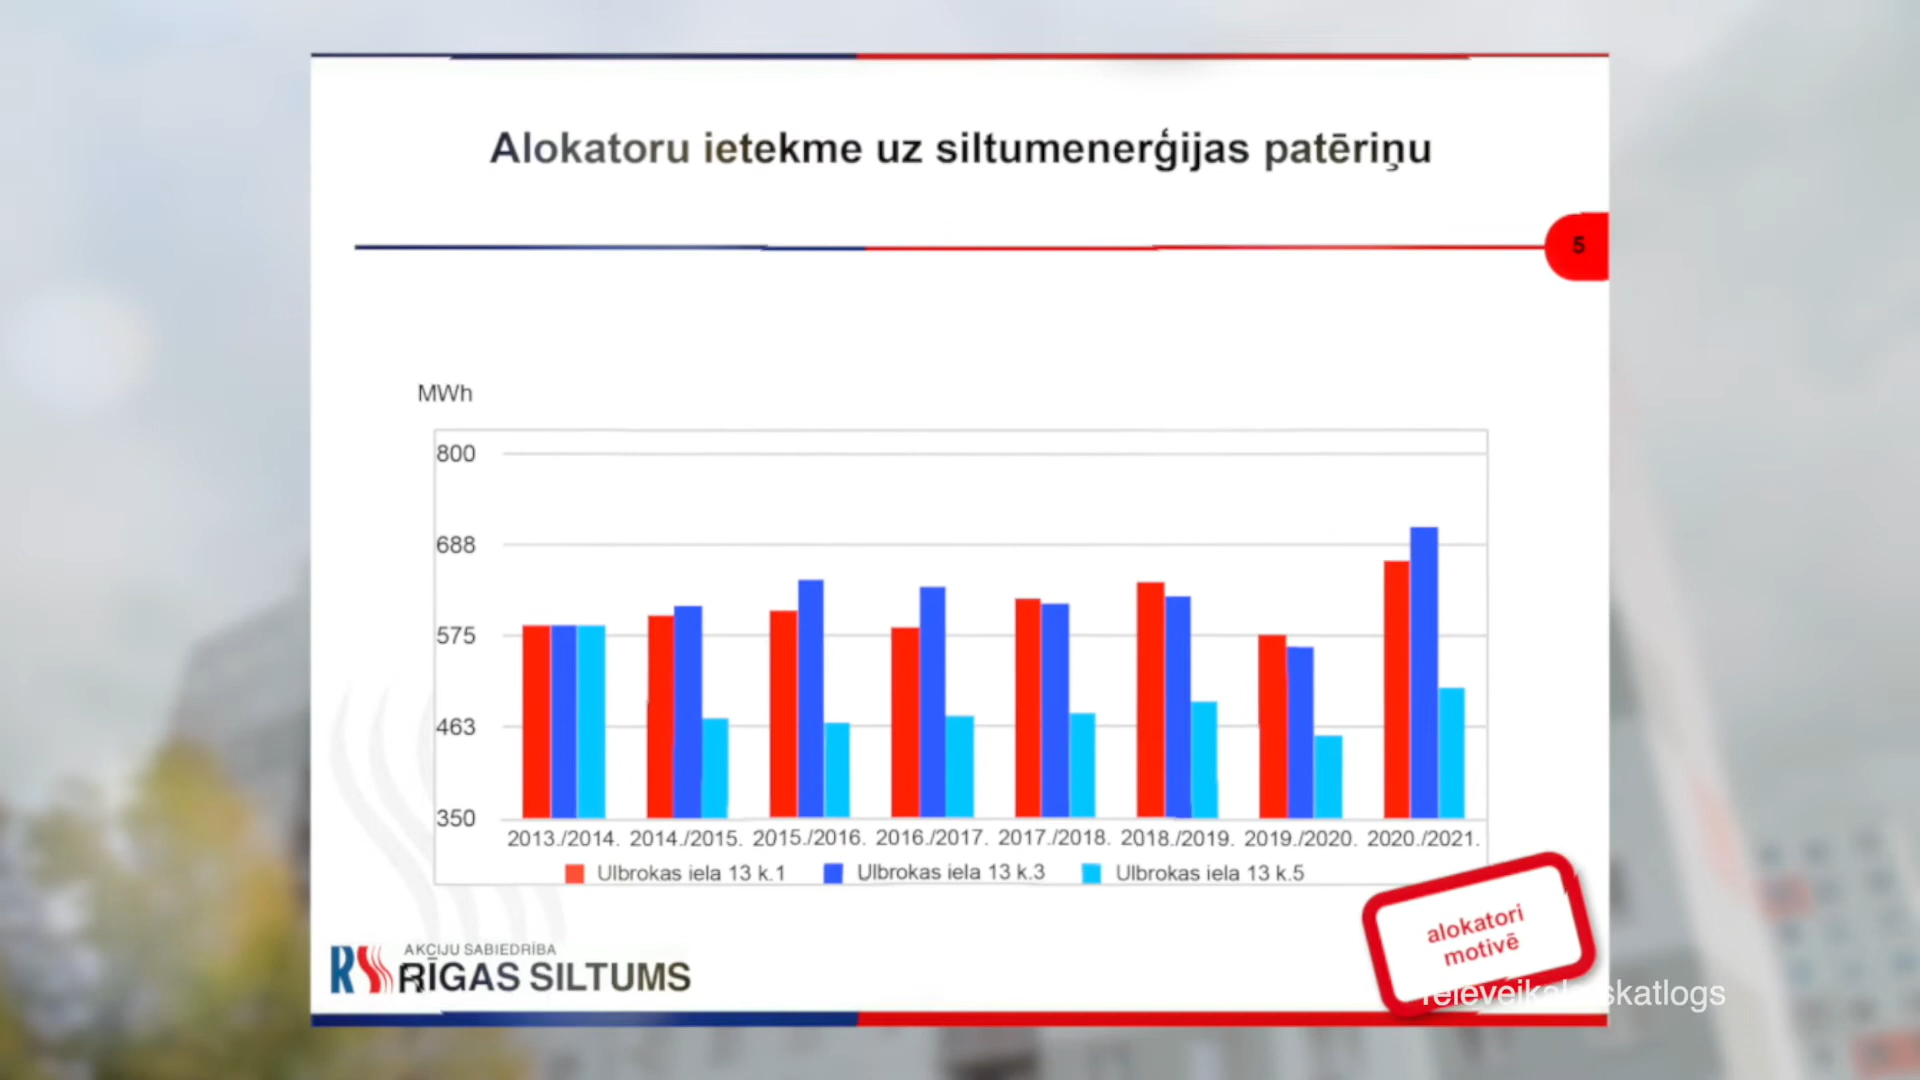 Alokatoru ietekme uz siltumenerģijas patēriņu
5
MWh
800
688
575
463
350
2013./2014. 2014./2015. 2015./2016. 2016./2017. 2017./2018. 2018./2019. 2019./2020. 2020./2021.
Ulbrokas iela 13 k.1 Ulbrokas iela 13 k.3 Ulbrokas iela 13 k.5
alokatori
motivē
AKCIJU SABIEDRĪBA
RĪGAS SILTUMS
skatlogs